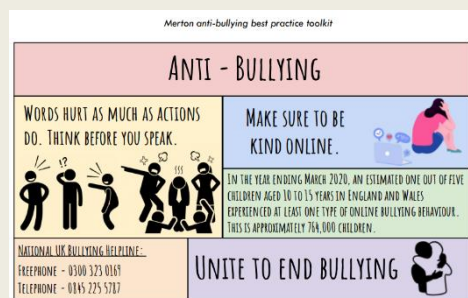 Merton anti-bullying best practice toolkit
ANTI - BULLYING
WORDS HURT AS MUCH AS ACTIONS
DO. THINK BEFORE YOU SPEAK.
!?
MAKE SURE TO BE
KIND ONLINE.
IN THE YEAR ENDING MARCH 2020, AN ESTIMATED ONE OUT OF FIVE
CHILDREN AGED 10 TO 15 YEARS IN ENGLAND AND WALES
EXPERIENCED AT LEAST ONE TYPE OF ONLINE BULLYING BEHAVIOUR.
THIS IS APPROXIMATELY 764,000 CHILDREN.
NATIONAL UK BULLYING HELPLINE:
FREEPHONE - 0300 323 0169
TELEPHONE - 0845 225 5787
UNITE TO END BULLYING